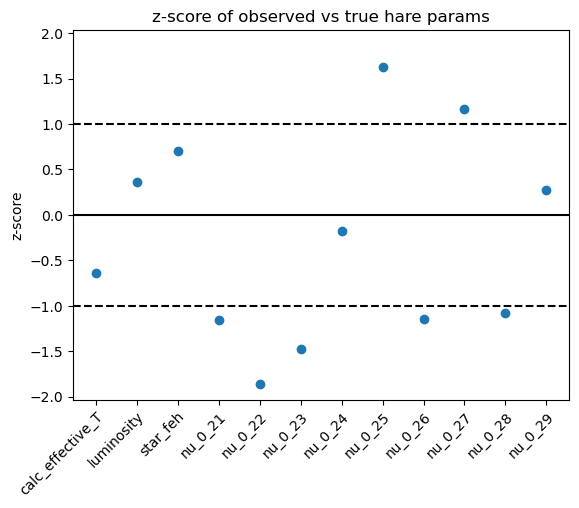 z-score of observed vs true hare params
2.0
1.5
1.0
0.5
0.0
−0.5
−1.0
−1.5
−2.0
z-score
calc_effective_T
luminosity
star_feh
nu_0_21
nu_0_22
nu_0_23
nu_0_24
nu_0_25
nu_0_26
nu_0_27
nu_0_28
nu_0_29